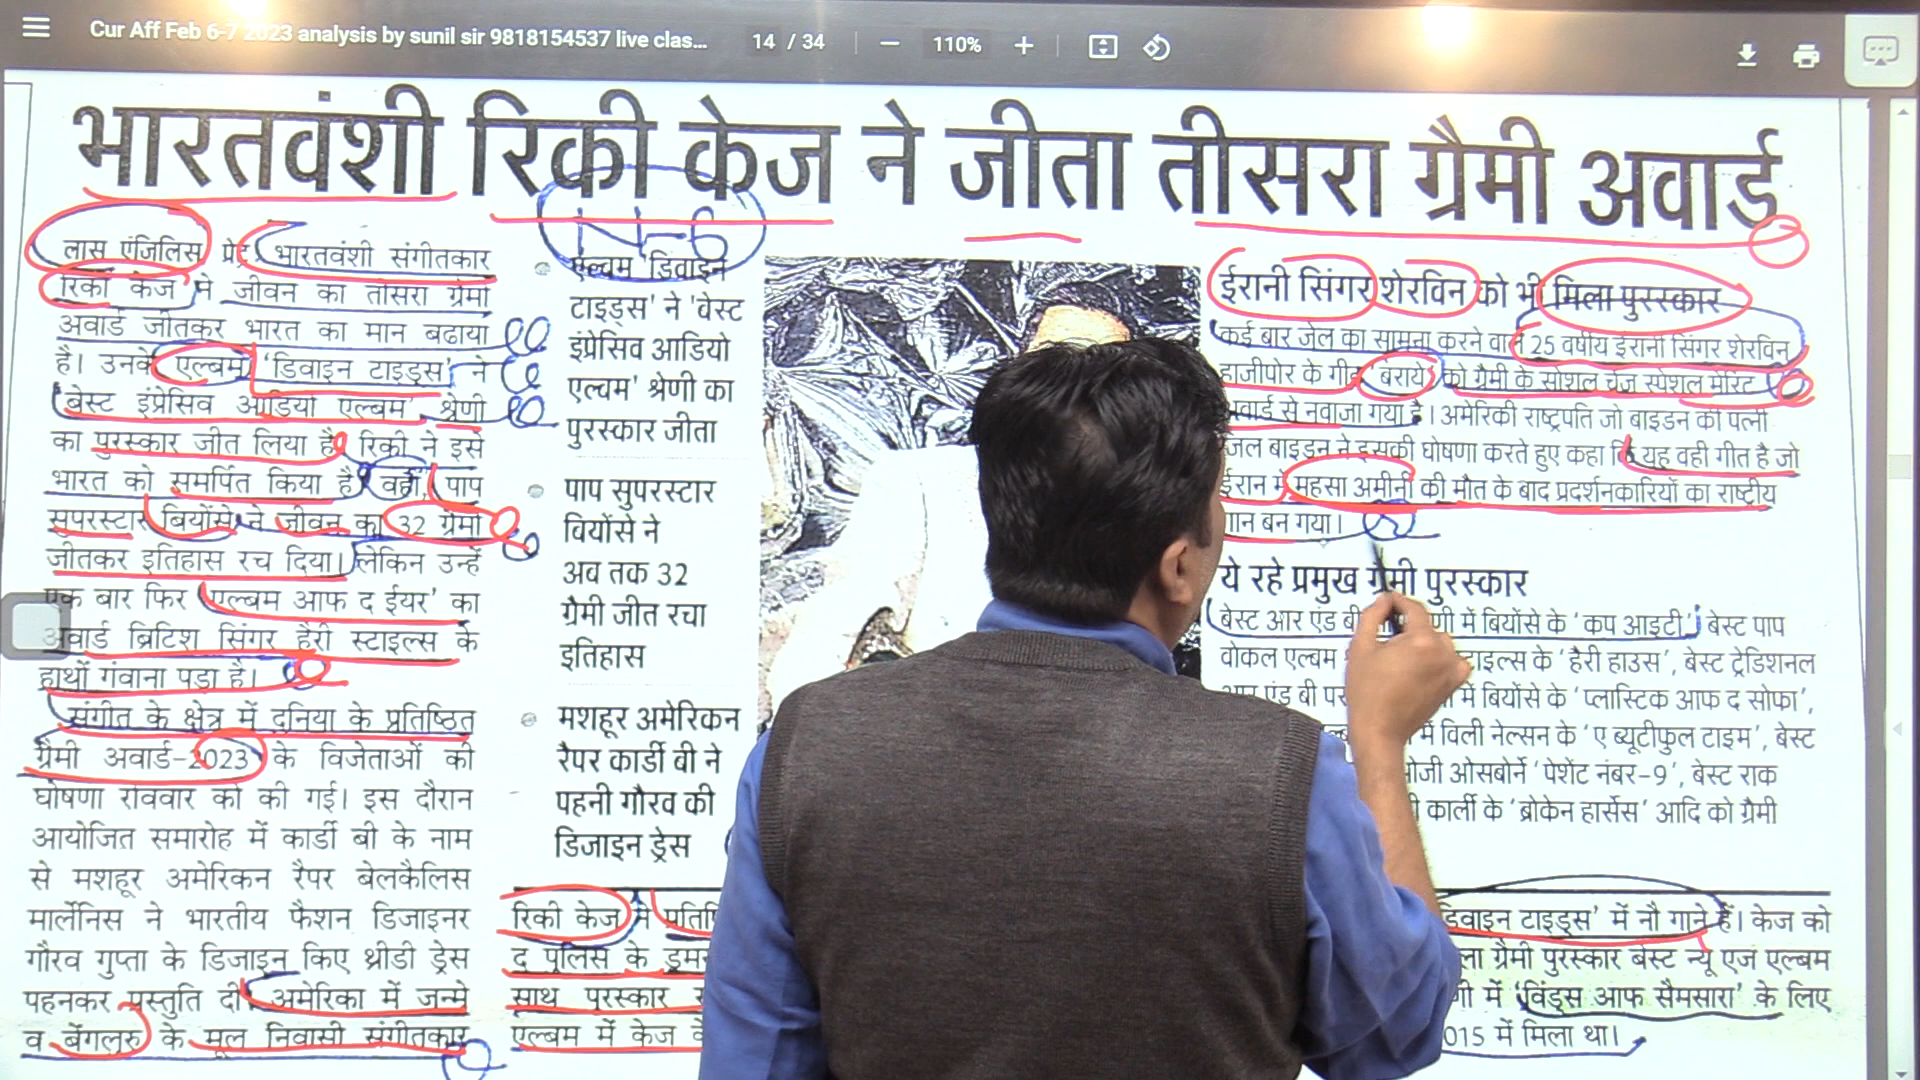 Cur Aff Feb 6-7 2023 analysis by sunil sir 9818154537 live clas...
14 / 34
110%
भारतवंशी रिकी केज ने जीता तीसरा ग्रैमी अवार्ड
लास एंजिलिस प्रेट्र भारतवंशी संगीतकार
रिकी केज ने जीवन का तीसरा ग्रैमी
अवार्ड जीतकर भारत का मान बढाया
है। उनके एल्बम 'डिवाइन टाइड्स' ने
'बेस्ट इंप्रेसिव आडियो एल्बम' श्रेणी
का पुरस्कार जीत लिया है रिकी ने इसे
भारत को समर्पित किया है वहीं, पाप
सुपरस्टार बियोंसे ने जीवन का 32 ग्रैमी
जीतकर इतिहास रच दिया। लेकिन उन्हें
एक बार फिर 'एल्बम आफ द ईयर' का
अवार्ड ब्रिटिश सिंगर हैरी स्टाइल्स के
हाथों गंवाना पड़ा है।
संगीत के क्षेत्र में दुनिया के प्रतिष्ठित
ग्रैमी अवार्ड-2023 के विजेताओं की
घोषणा रविवार को की गई। इस दौरान
आयोजित समारोह में कार्डी बी के नाम
से मशहूर अमेरिकन रैपर बेलकैलिस
मार्लेनिस ने भारतीय फैशन डिजाइनर
गौरव गुप्ता के डिजाइन किए थ्रीडी ड्रेस
पहनकर प्रस्तुति दी अमेरिका में जन्मे
व बेंगलुरु के मूल निवासी संगीतकार
N-6
एल्बम 'डिवाइन
टाइड्स' ने 'बेस्ट
इंप्रेसिव आडियो
एल्बम' श्रेणी का
पुरस्कार जीता
पाप सुपरस्टार
बियोंसे ने
अब तक 32
ग्रैमी जीत रचा
इतिहास
मशहूर अमेरिकन
रैपर कार्डी बी ने
पहनी गौरव की
डिजाइन ड्रेस
रिकी केज ने
द पुलिस के
साथ पुरस्कार
एल्बम में केज
ईरानी सिंगर शेरविन को भी मिला पुरस्कार
कई बार जेल का सामना करने वाले 25 वर्षीय ईरानी सिंगर शेरविन
हाजीपोर के गीत 'बराये' को ग्रैमी के सोशल चेंज स्पेशल मेरिट
अवार्ड से नवाजा गया है। अमेरिकी राष्ट्रपति जो बाइडन की पत्नी
जिल बाइडन ने इसकी घोषणा करते हुए कहा कि यह वही गीत है जो
ईरान में महसा अमीनी की मौत के बाद प्रदर्शनकारियों का राष्ट्रीय
गान बन गया।
ये रहे प्रमुख ग्रैमी पुरस्कार
बेस्ट आर एंड बी में बियोंसे के 'कफ आइटी', बेस्ट पाप
वोकल एल्बम के 'हैरी हाउस', बेस्ट ट्रेडिशनल
एंड बी में बियोंसे के 'प्लास्टिक आफ द सोफा',
में विली नेल्सन के 'ए ब्यूटीफुल टाइम', बेस्ट
ओसबोर्ने 'पेशेंट नंबर-9', बेस्ट राक
कार्ली के 'ब्रोकेन हार्सेस' आदि को ग्रैमी
डिवाइन टाइड्स' में नौ गाने हैं। केज को
ग्रैमी पुरस्कार बेस्ट न्यू एज एल्बम
में 'विंड्स आफ सैमसारा' के लिए
में मिला था।